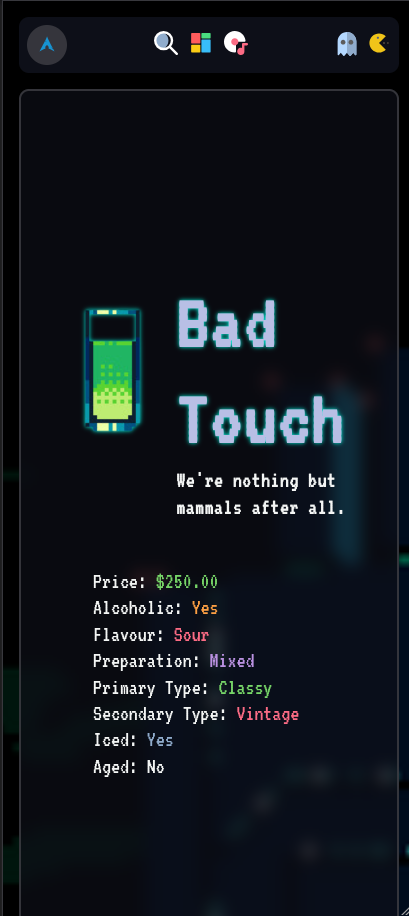 Bad
Touch
We're nothing but
mammals after all.
Price: $250.00
Alcoholic: Yes
Flavour: Sour
Preparation: Mixed
Primary Type: Classy
Secondary Type: Vintage
Iced: Yes
Aged: No